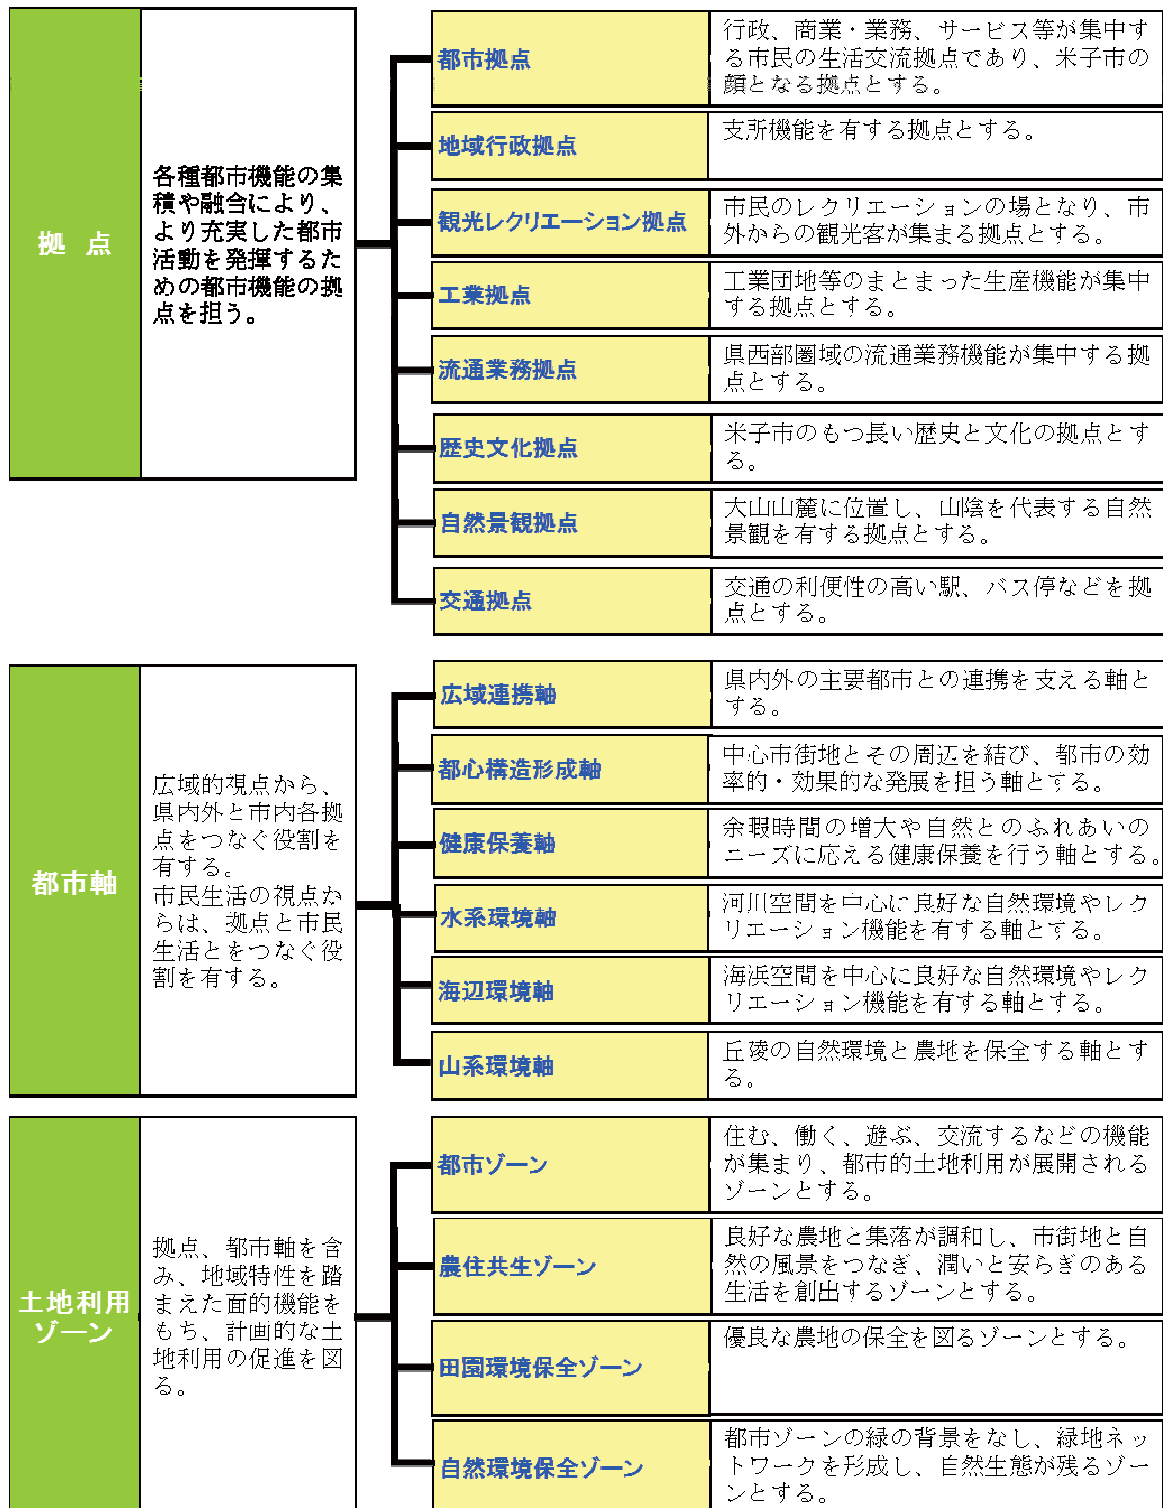 拠 点
各種都市機能の集
積や融合により、
より充実した都市
活動を発揮するた
めの都市機能の拠
点を担う。
都市拠点
行政、商業・業務、サービス等が集中す
る市民の生活交流拠点であり、米子市の
顔となる拠点とする。
地域行政拠点
支所機能を有する拠点とする。
観光レクリエーション拠点
市民のレクリエーションの場となり、市
外からの観光客が集まる拠点とする。
工業拠点
工業団地等のまとまった生産機能が集中
する拠点とする。
流通業務拠点
県西部圏域の流通業務機能が集中する拠
点とする。
歴史文化拠点
米子市のもつ長い歴史と文化の拠点とす
る。
自然景観拠点
大山山麓に位置し、山陰を代表する自然
景観を有する拠点とする。
交通拠点
交通の利便性の高い駅、バス停などを拠
点とする。
都市軸
広域的視点から、
県内外と市内各拠
点をつなぐ役割を
有する。
市民生活の視点か
らは、拠点と市民
生活とをつなぐ役
割を有する。
広域連携軸
県内外の主要都市との連携を支える軸と
する。
都心構造形成軸
中心市街地とその周辺を結び、都市の効
率的・効果的な発展を担う軸とする。
健康保養軸
余暇時間の増大や自然とのふれあいの
ニーズに応える健康保養を行う軸とする。
水系環境軸
河川空間を中心に良好な自然環境やレク
リエーション機能を有する軸とする。
海辺環境軸
海浜空間を中心に良好な自然環境やレク
リエーション機能を有する軸とする。
山系環境軸
丘陵の自然環境と農地を保全する軸とす
る。
土地利用
ゾーン
拠点、都市軸を含
み、地域特性を踏
まえた面的機能を
もち、計画的な土
地利用の促進を図
る。
都市ゾーン
住む、働く、遊ぶ、交流するなどの機能
が集まり、都市的土地利用が展開される
ゾーンとする。
農住共生ゾーン
良好な農地と集落が調和し、市街地と自
然の風景をつなぎ、潤いと安らぎのある
生活を創出するゾーンとする。
田園環境保全ゾーン
優良な農地の保全を図るゾーンとする。
自然環境保全ゾーン
都市ゾーンの緑の背景をなし、緑地ネッ
トワークを形成し、自然生態が残るゾー
ンとする。